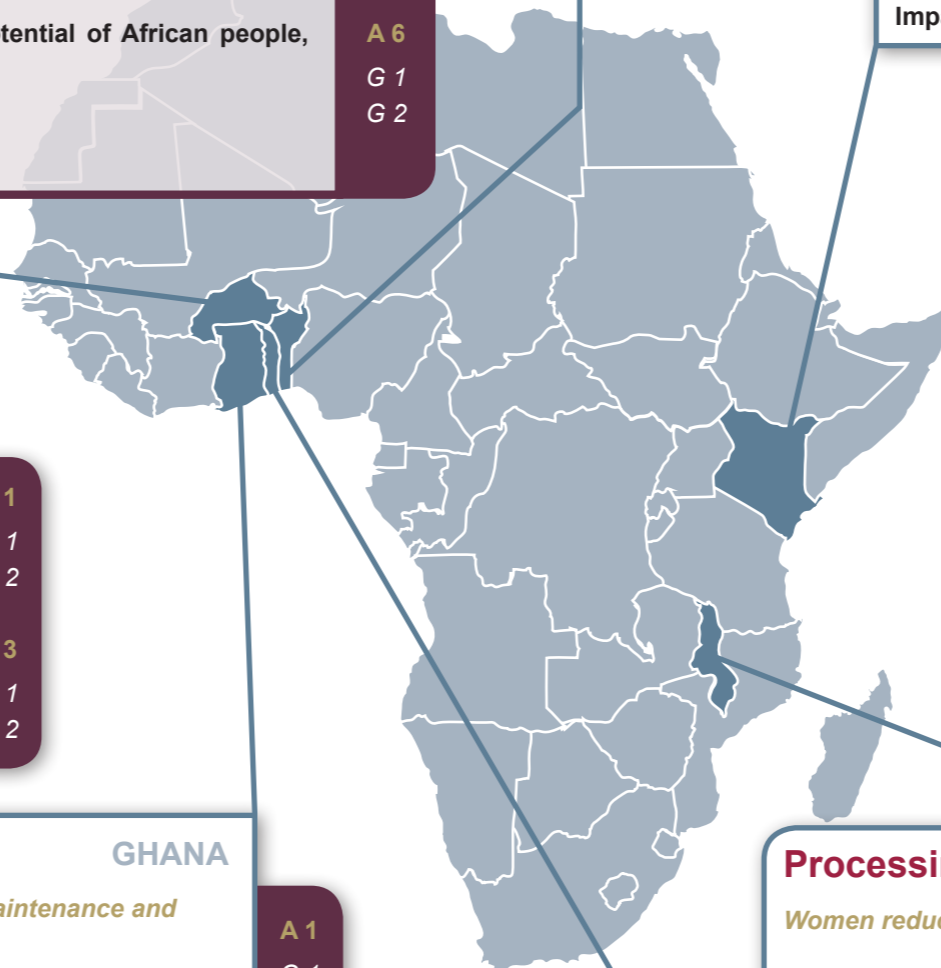 tential of African people,
A 6
G 1
G 2
Imp
1
1
2
3
1
2
GHANA
aintenance and
A 1
Processi
Women redu